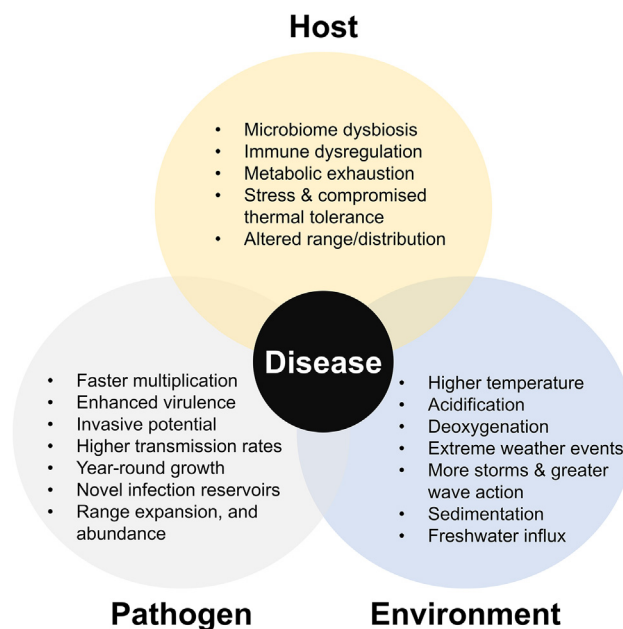 Host
• Microbiome dysbiosis
• Immune dysregulation
• Metabolic exhaustion
• Stress & compromised
thermal tolerance
• Altered range/distribution
Disease
• Faster multiplication
• Enhanced virulence
• Invasive potential
• Higher transmission rates
• Year-round growth
• Novel infection reservoirs
• Range expansion, and
abundance
• Higher temperature
• Acidification
• Deoxygenation
• Extreme weather events
• More storms & greater
wave action
• Sedimentation
• Freshwater influx
Pathogen
Environment